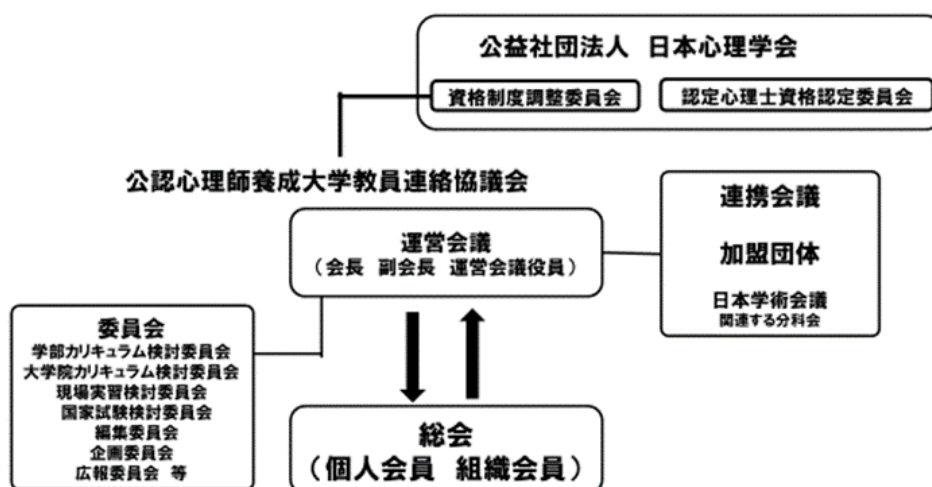 公益社団法人 日本心理学会
資格制度調整委員会
認定心理士資格認定委員会
公認心理師養成大学教員連絡協議会
運営会議
(会長 副会長 運営会議役員)
連携会議
加盟団体
日本学術会議
関連する分科会
委員会
学部カリキュラム検討委員会
大学院カリキュラム検討委員会
現場実習検討委員会
国家試験検討委員会
編集委員会
企画委員会
広報委員会 等
総会
(個人会員 組織会員)